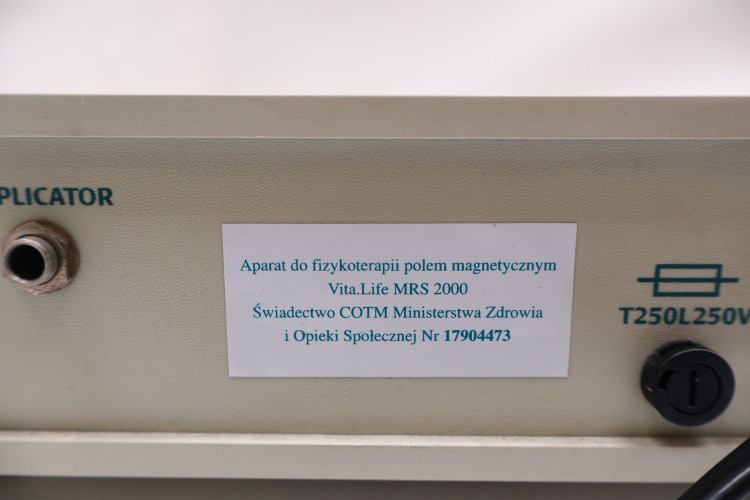 PLICATOR
Aparat do fizykoterapii polem magnetycznym
Vita.Life MRS 2000
Świadectwo COTM Ministerstwa Zdrowia
i Opieki Społecznej Nr 17904473
T250L250V